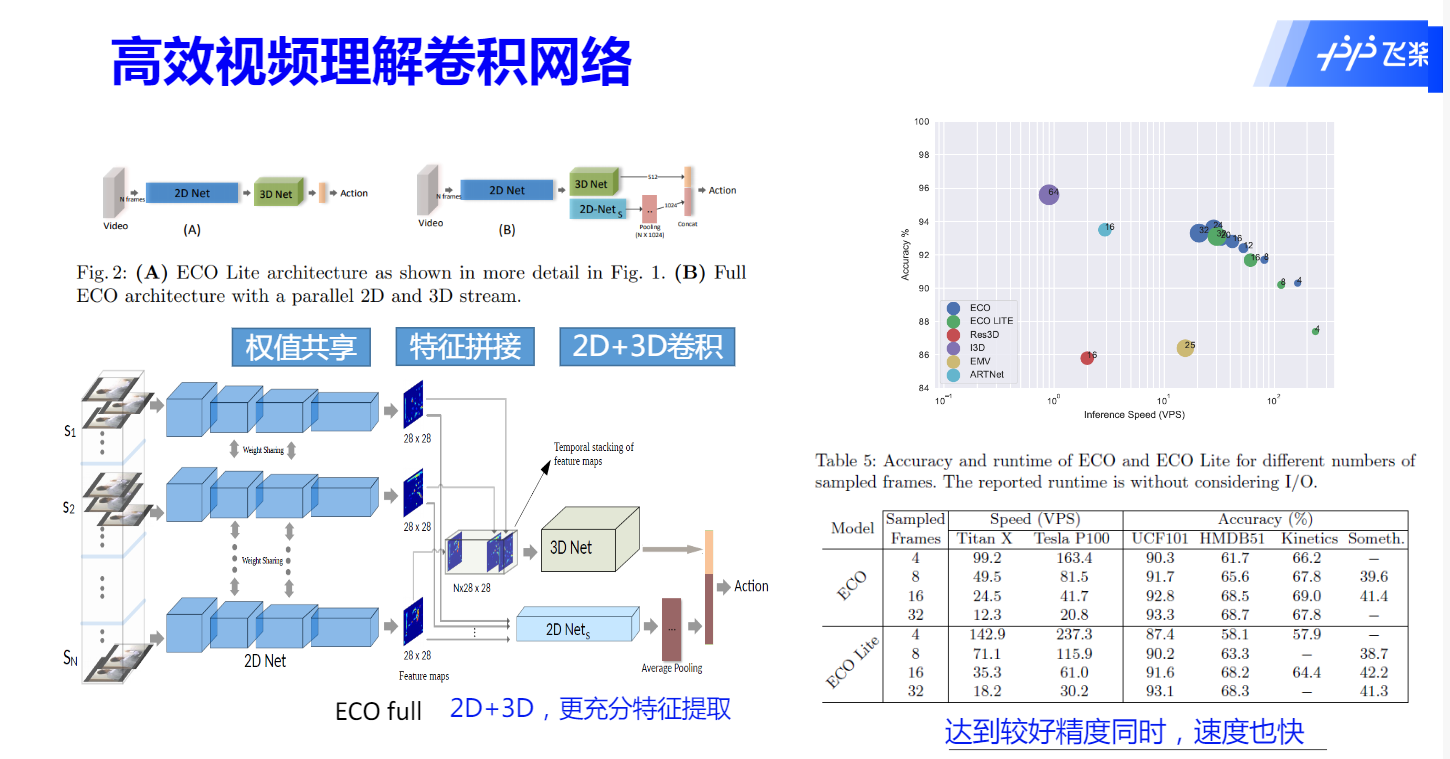 高效视频理解卷积网络
飞桨
N frames
2D Net
3D Net
Action
Video
(A)
N frames
2D Net
3D Net
512
2D-Net s
..
1024
Action
Video
(B)
Pooling
(N X 1024)
Concat
Fig. 2: (A) ECO Lite architecture as shown in more detail in Fig. 1. (B) Full
ECO architecture with a parallel 2D and 3D stream.
权值共享
特征拼接
2D+3D卷积
S1
28 x 28
Weight Sharing
Temporal stacking of
feature maps
S2
28 x 28
3D Net
Weight Sharing
Nx28 x 28
Action
2D Nets
...
SN
2D Net
28 x 28
Feature maps
Average Pooling
ECO full
2D+3D，更充分特征提取
100
98
96
94
92
90
88
86
84
Accuracy %
64
16
32
24
20
16
12
16
8
8
4
4
16
25
ECO
ECO LITE
Res3D
I3D
EMV
ARTNet
10⁻¹
10⁰
10¹
10²
Inference Speed (VPS)
Table 5: Accuracy and runtime of ECO and ECO Lite for different numbers of
sampled frames. The reported runtime is without considering I/O.
Model Sampled Frames Speed (VPS) Accuracy (%)
Titan X Tesla P100 UCF101 HMDB51 Kinetics Someth.
ECO
4 99.2 163.4 90.3 61.7 66.2 –
8 49.5 81.5 91.7 65.6 67.8 39.6
16 24.5 41.7 92.8 68.5 69.0 41.4
32 12.3 20.8 93.3 68.7 67.8 –
ECO Lite
4 142.9 237.3 87.4 58.1 57.9 –
8 71.1 115.9 90.2 63.3 – 38.7
16 35.3 61.0 91.6 68.2 64.4 42.2
32 18.2 30.2 93.1 68.3 – 41.3
达到较好精度同时，速度也快